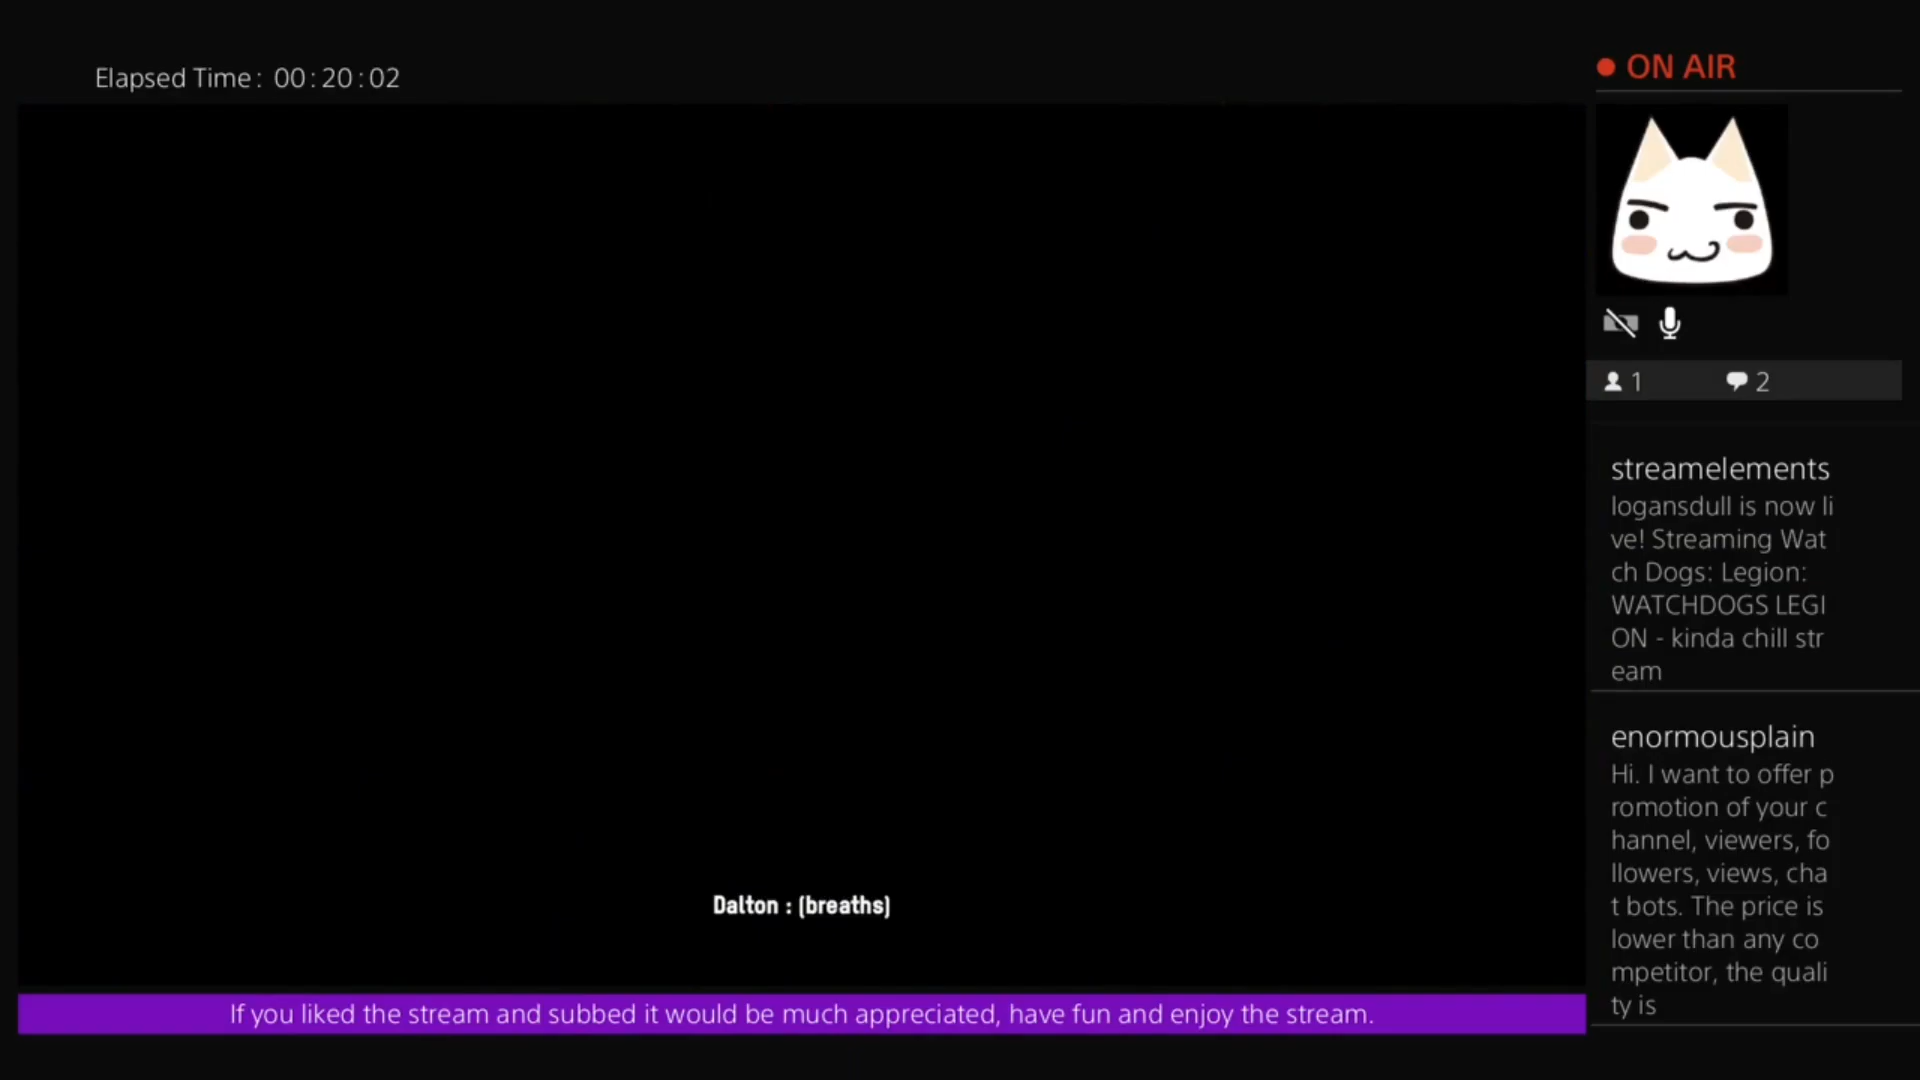 Elapsed Time: 00:20:02
ON AIR
1 2
streamelements
logansdull is now li
ve! Streaming Wat
ch Dogs: Legion:
WATCHDOGS LEGI
ON - kinda chill str
eam
enormousplain
Hi. I want to offer p
romotion of your c
hannel, viewers, fo
llowers, views, cha
t bots. The price is
lower than any co
mpetitor, the quali
ty is
Dalton : (breaths)
If you liked the stream and subbed it would be much appreciated, have fun and enjoy the stream.